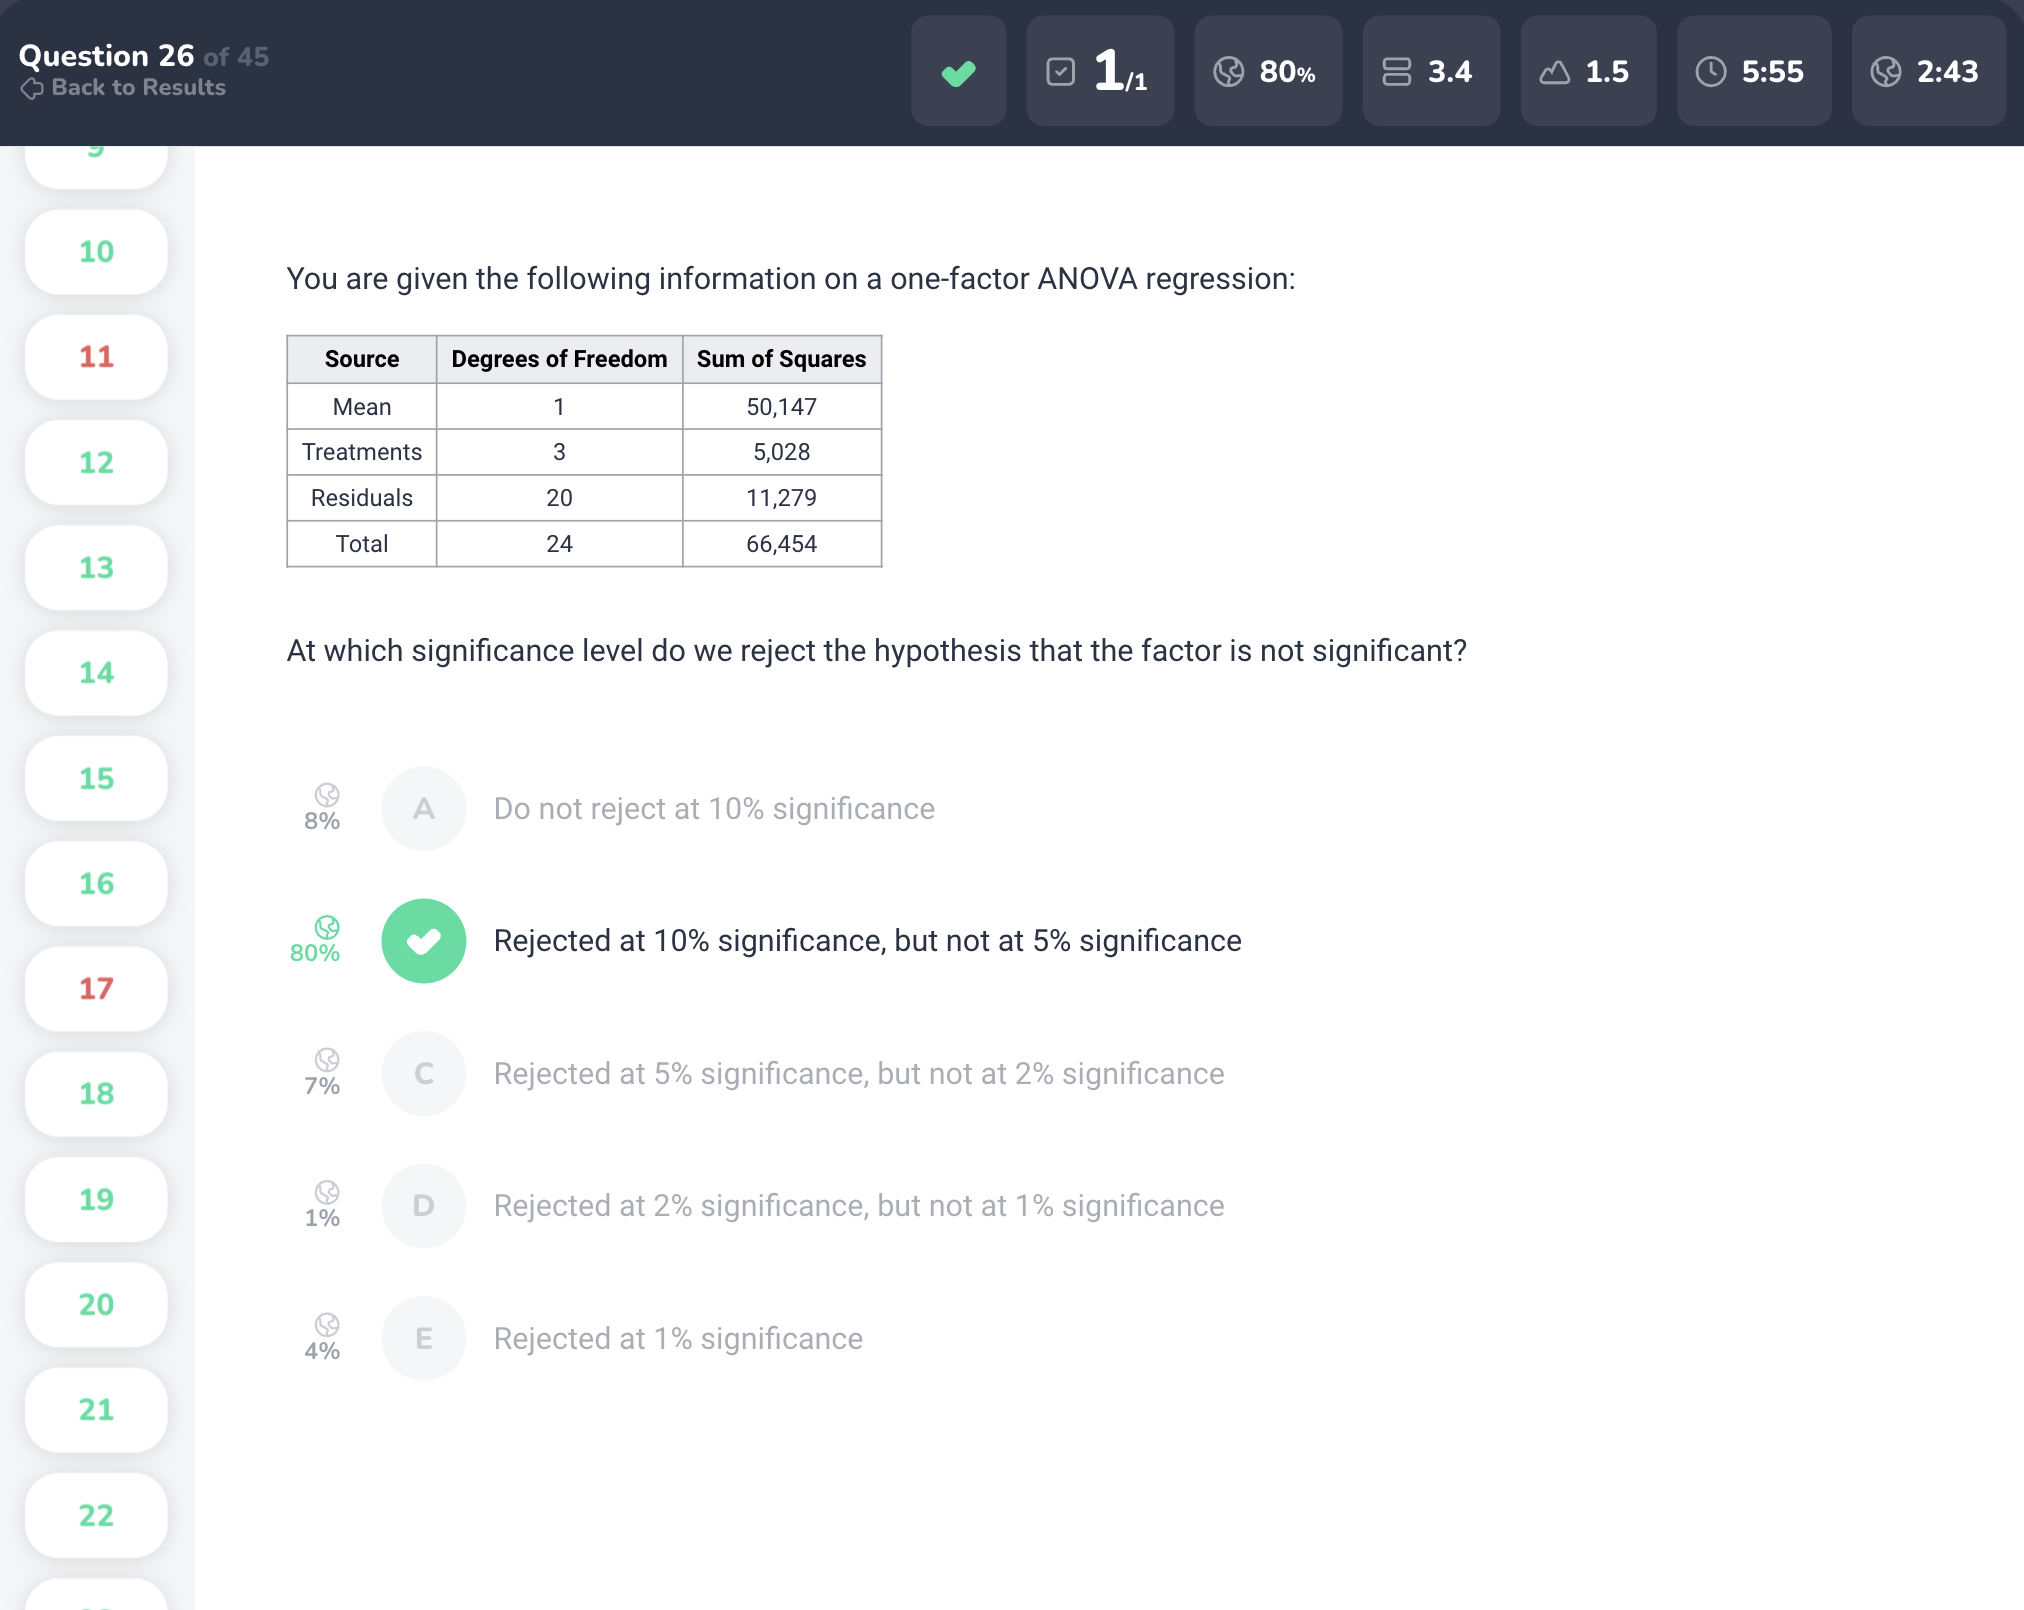 Question 26 of 45
Back to Results
1/1
80%
3.4
1.5
5:55
2:43
9
10
11
12
13
14
15
16
17
18
19
20
21
22
You are given the following information on a one-factor ANOVA regression:
Source Degrees of Freedom Sum of Squares
Mean 1 50,147
Treatments 3 5,028
Residuals 20 11,279
Total 24 66,454
At which significance level do we reject the hypothesis that the factor is not significant?
8% A Do not reject at 10% significance
80% Rejected at 10% significance, but not at 5% significance
7% C Rejected at 5% significance, but not at 2% significance
1% D Rejected at 2% significance, but not at 1% significance
4% E Rejected at 1% significance